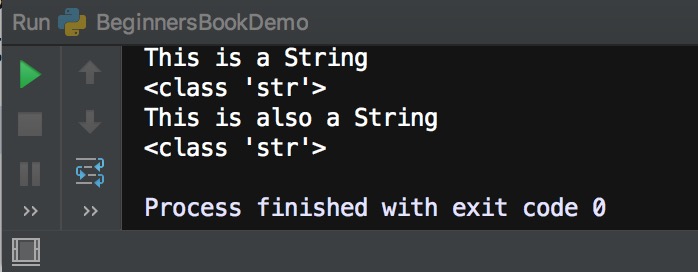 Run BeginnersBookDemo
This is a String
<class 'str'>
This is also a String
<class 'str'>
Process finished with exit code 0